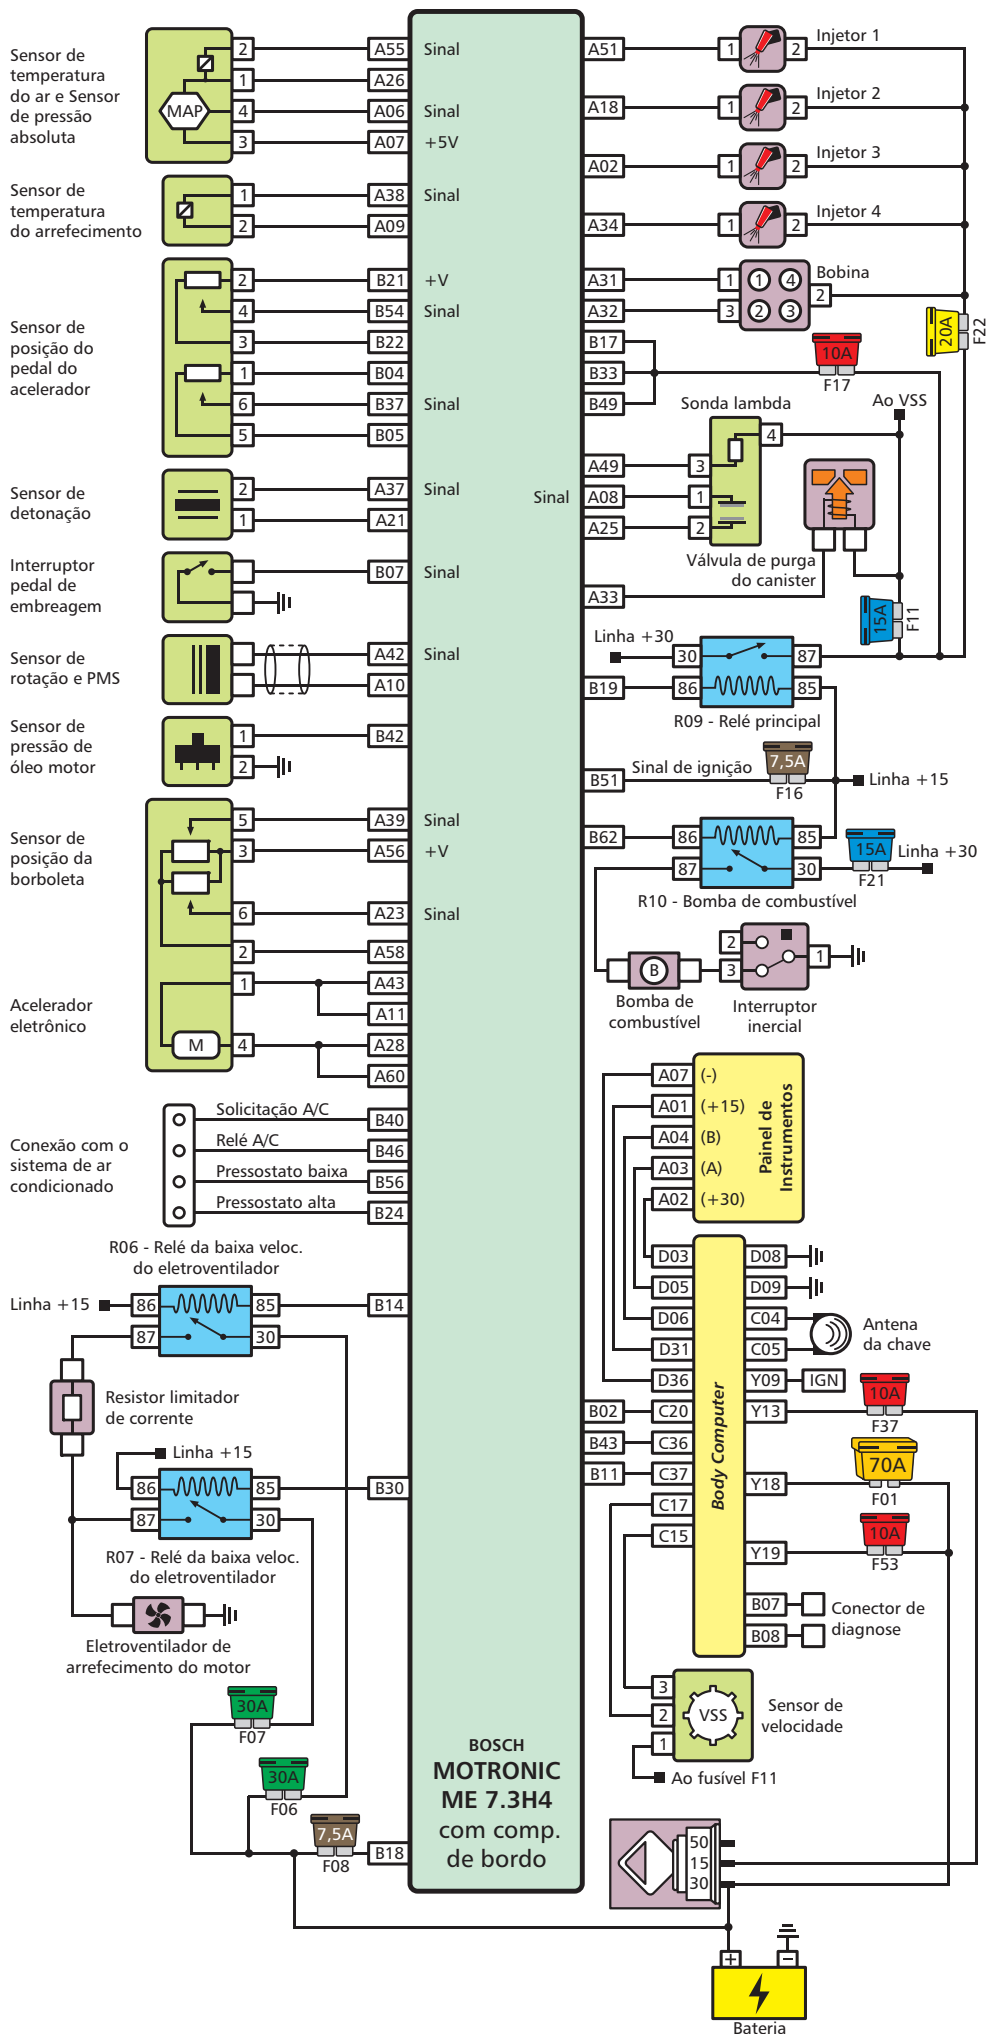 Sensor de
temperatura
do ar e Sensor
de pressão
absoluta
MAP
2
1
4
3
A55
A26
A06
A07
Sinal
Sinal
+5V
Sensor de
temperatura
do arrefecimento
1
2
A38
A09
Sinal
Sensor de
posição do
pedal do
acelerador
2
4
3
1
6
5
B21
B54
B22
B04
B37
B05
+V
Sinal
Sinal
Sensor de
detonação
2
1
A37
A21
Sinal
Interruptor
pedal de
embreagem
B07
Sinal
Sensor de
rotação e PMS
A42
A10
Sinal
Sensor de
pressão de
óleo motor
1
2
B42
Sensor de
posição da
borboleta
Acelerador
eletrônico
M
5
3
6
2
1
4
A39
A56
A23
A58
A43
A11
A28
A60
Sinal
+V
Sinal
Conexão com o
sistema de ar
condicionado
Solicitação A/C
Relé A/C
Pressostato baixa
Pressostato alta
B40
B46
B56
B24
R06 - Relé da baixa veloc.
do eletroventilador
Linha +15
86
85
87
30
B14
Resistor limitador
de corrente
Linha +15
86
85
87
30
B30
R07 - Relé da baixa veloc.
do eletroventilador
Eletroventilador de
arrefecimento do motor
30A
F07
30A
F06
7,5A
F08
B18
BOSCH
MOTRONIC
ME 7.3H4
com comp.
de bordo
A51
1
2
Injetor 1
A18
1
2
Injetor 2
A02
1
2
Injetor 3
A34
1
2
Injetor 4
A31
A32
1
3
1
4
2
3
2
Bobina
20A
F22
B17
B33
B49
10A
F17
Sonda lambda
Ao VSS
4
3
1
2
A49
A08
A25
Sinal
Válvula de purga
do canister
A33
15A
F11
Linha +30
30
87
86
85
B19
R09 - Relé principal
B51
Sinal de ignição
7,5A
F16
Linha +15
B62
86
85
87
30
15A
F21
Linha +30
R10 - Bomba de combustível
B
Bomba de
combustível
2
3
1
Interruptor
inercial
A07
A01
A04
A03
A02
(-)
(+15)
(B)
(A)
(+30)
Painel de
Instrumentos
D03
D05
D06
D31
D36
C20
C36
C37
C17
C15
B02
B43
B11
Body Computer
D08
D09
C04
C05
Y09
Y13
Y18
Y19
B07
B08
Antena
da chave
IGN
10A
F37
70A
F01
10A
F53
Conector de
diagnose
3
2
1
VSS
Sensor de
velocidade
Ao fusível F11
50
15
30
+
−
Bateria